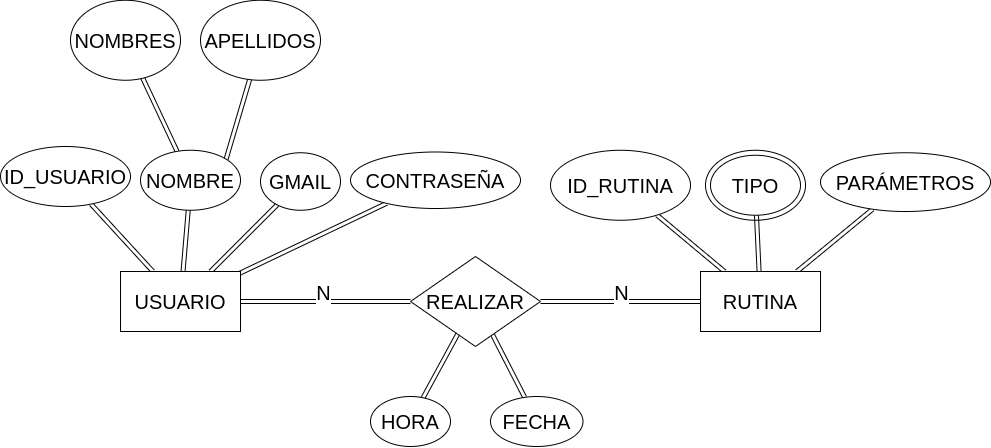 NOMBRES
APELLIDOS
ID_USUARIO
NOMBRE
GMAIL
CONTRASEÑA
ID_RUTINA
TIPO
PARÁMETROS
USUARIO
N
REALIZAR
N
RUTINA
HORA
FECHA